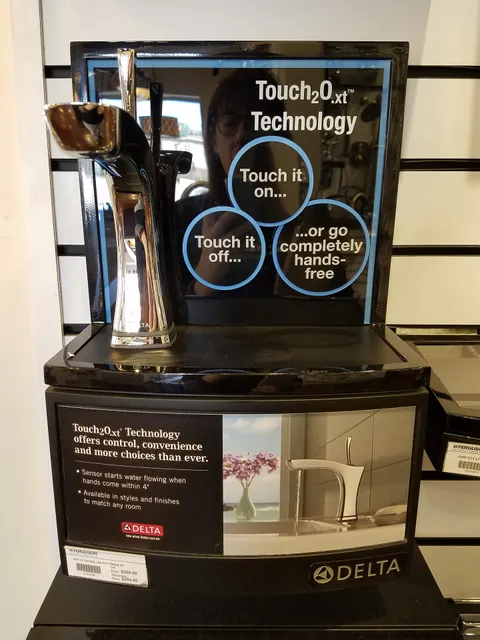 Touch2O.xt™
Technology
Touch it
on...
Touch it
off...
...or go
completely
hands-
free
Touch2O.xt® Technology
offers control, convenience
and more choices than ever.
• Sensor starts water flowing when
hands come within 4"
• Available in styles and finishes
to match any room
DELTA
FERGUSON
DELTA
FERGUSON